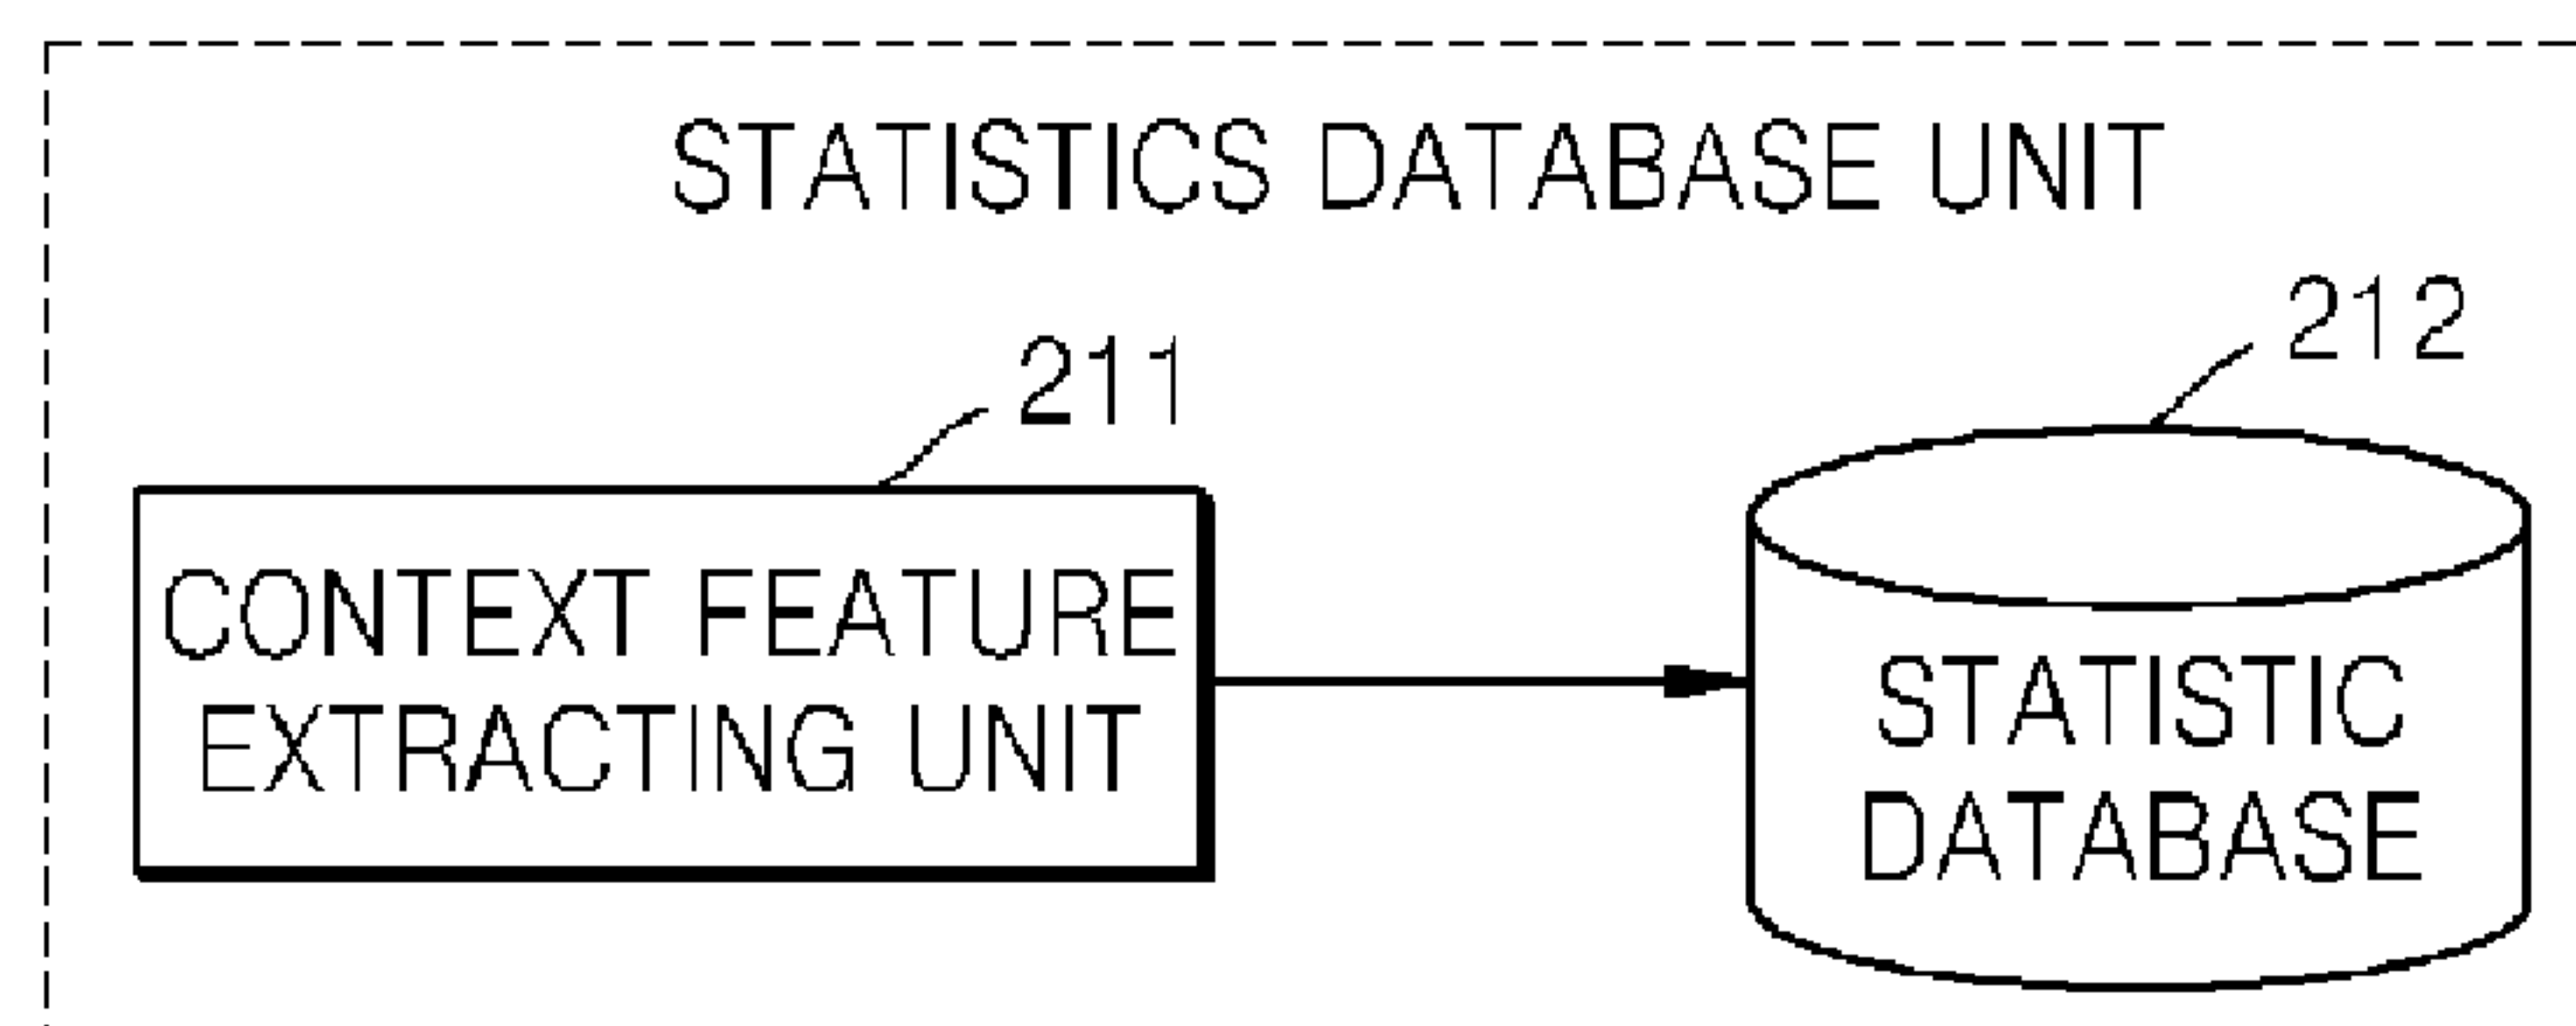 STATISTICS DATABASE UNIT
211
212
CONTEXT FEATURE
EXTRACTING UNIT
STATISTIC
DATABASE